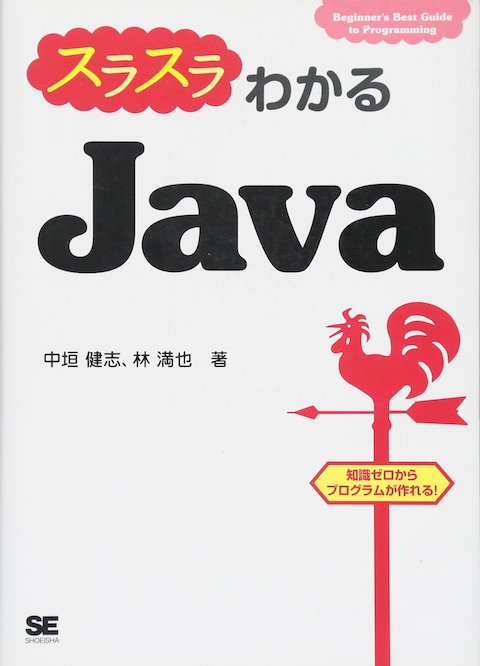 Beginner's Best Guide
to Programming
スラスラ
わかる
Java
中垣 健志、林 満也　著
知識ゼロから
プログラムが作れる!
SE
SHOEISHA